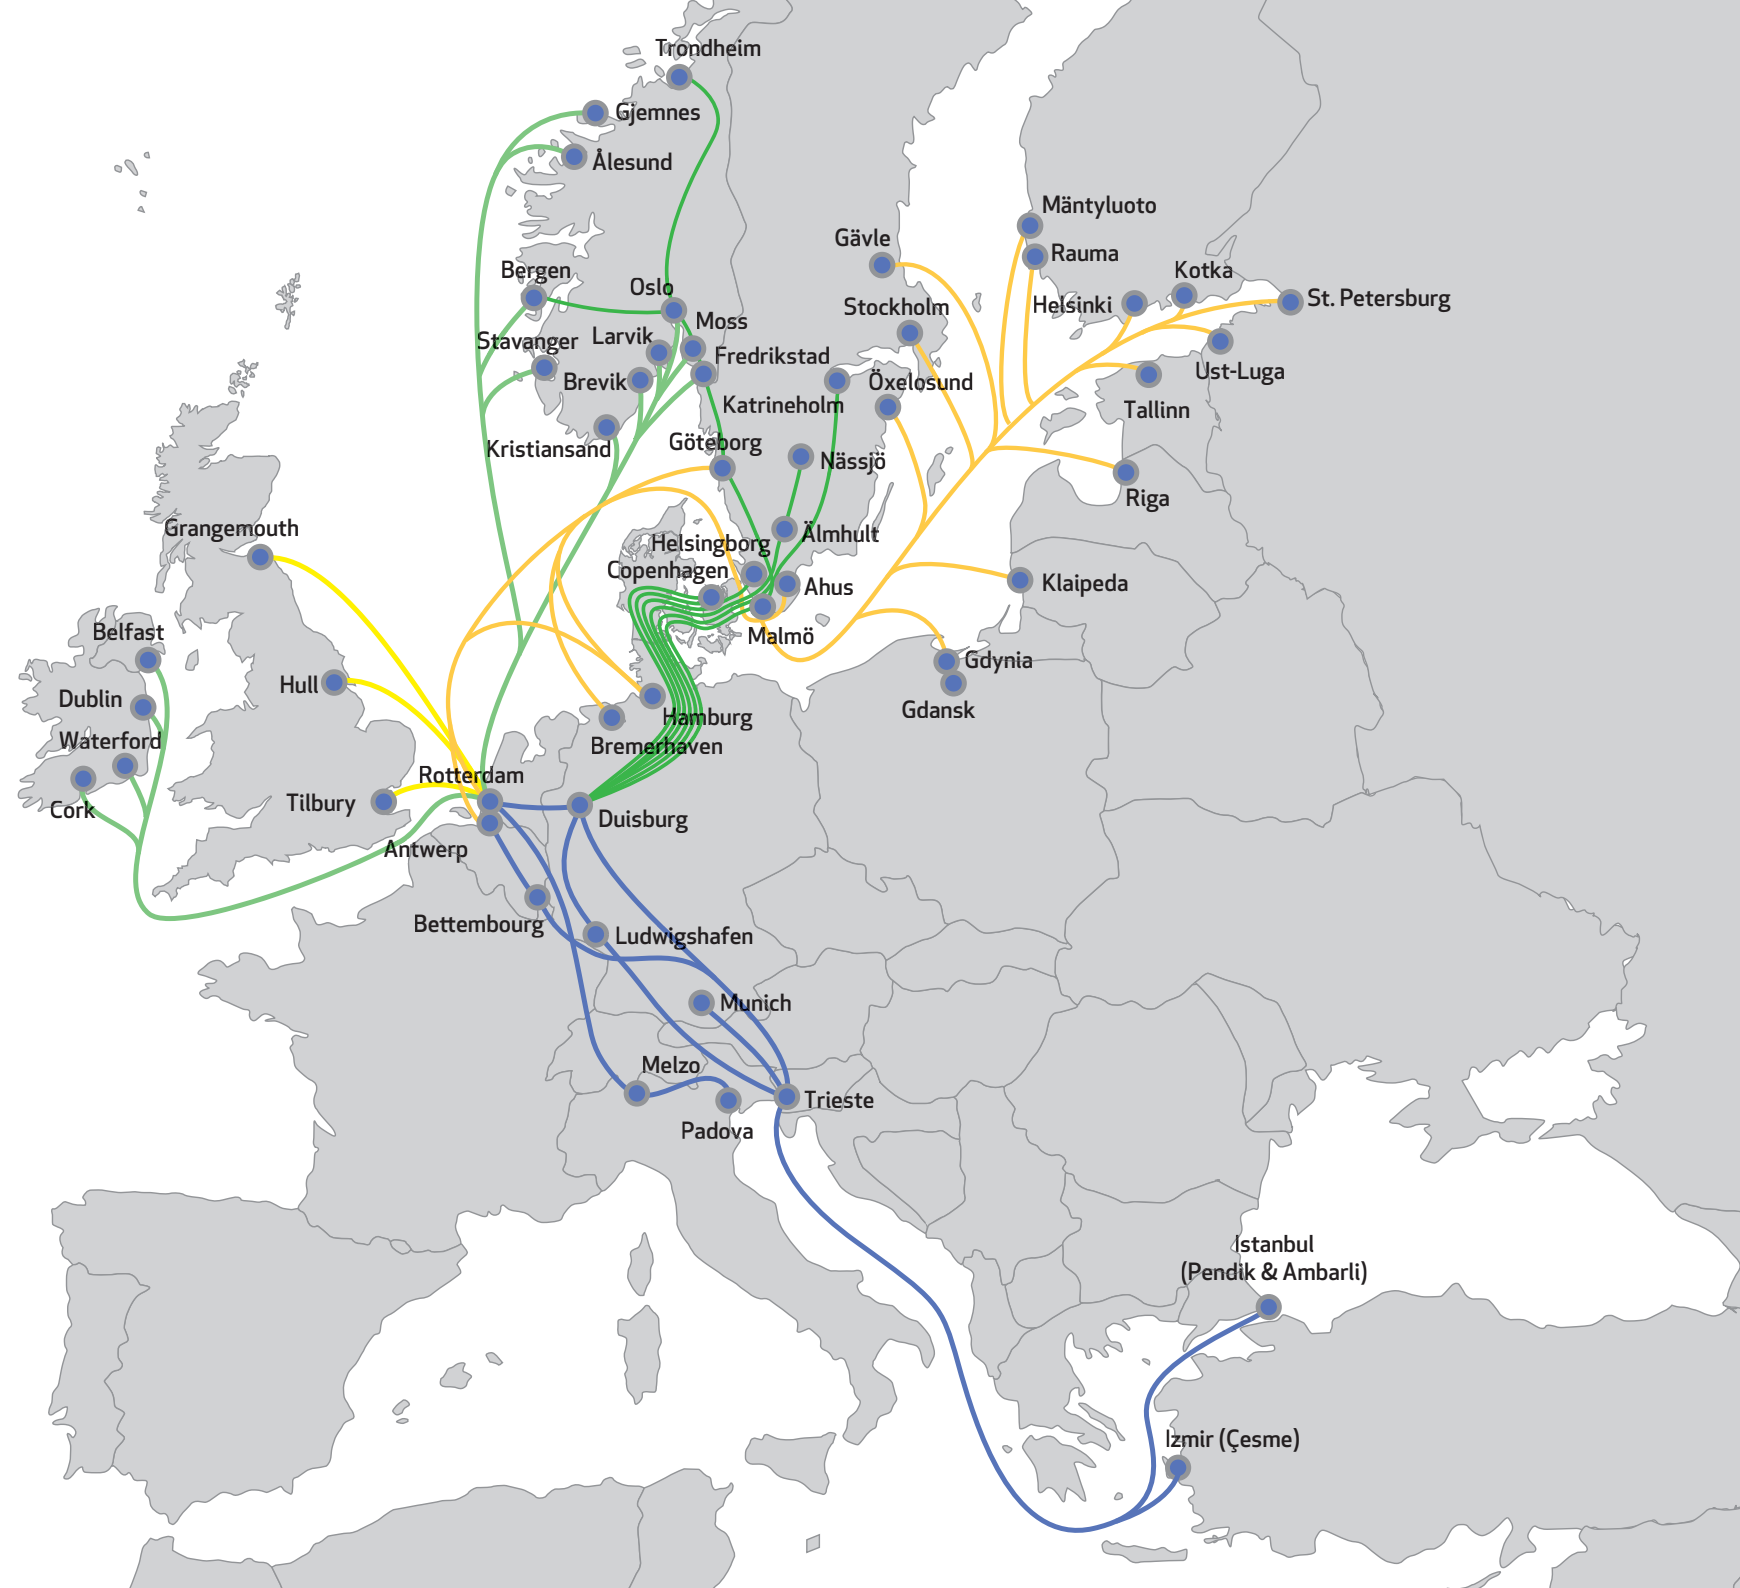 Trondheim
Gjemnes
Ålesund
Mäntyluoto
Gävle
Rauma
Bergen
Kotka
Oslo
Helsinki
St. Petersburg
Stockholm
Moss
Stavanger
Larvik
Fredrikstad
Ust-Luga
Brevik
Öxelosund
Katrineholm
Tallinn
Göteborg
Kristiansand
Nässjö
Riga
Grangemouth
Älmhult
Helsingborg
Copenhagen
Ahus
Klaipeda
Belfast
Malmö
Gdynia
Hull
Dublin
Gdansk
Hamburg
Waterford
Bremerhaven
Rotterdam
Tilbury
Cork
Duisburg
Antwerp
Bettembourg
Ludwigshafen
Munich
Melzo
Trieste
Padova
Istanbul
(Pendik & Ambarli)
Izmir (Çesme)